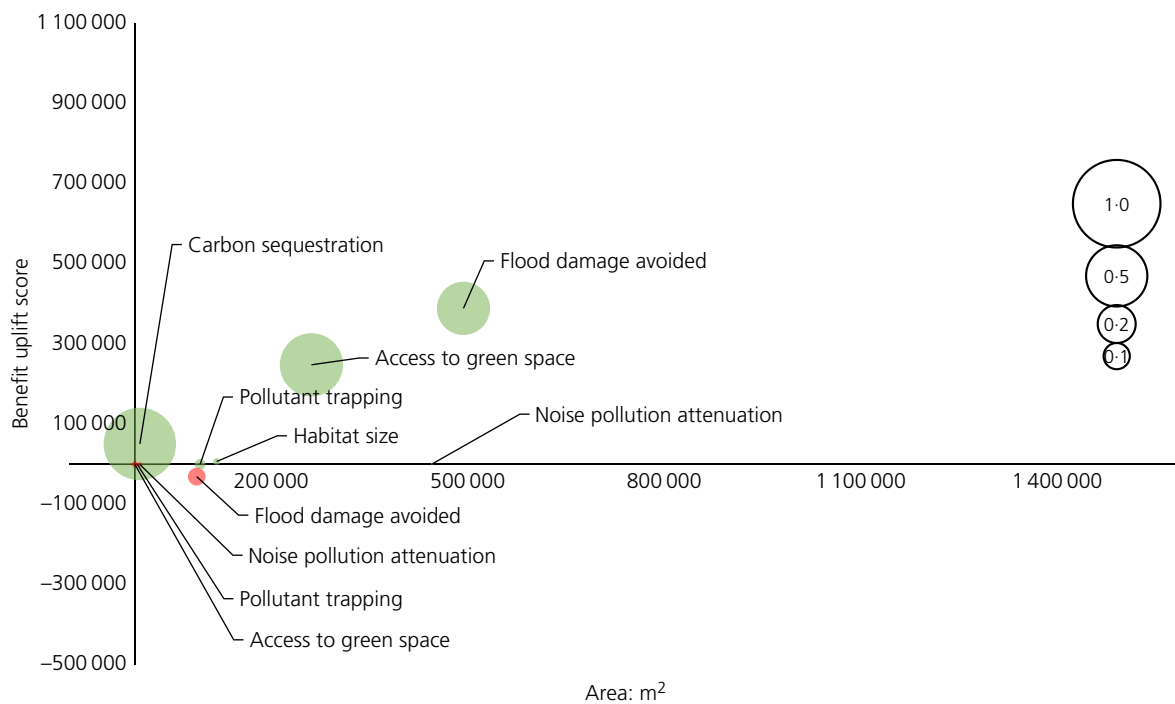 1 100 000
900 000
700 000
500 000
300 000
100 000
–100 000
–300 000
–500 000
Benefit uplift score
Carbon sequestration
Flood damage avoided
Access to green space
Pollutant trapping
Noise pollution attenuation
Habitat size
200 000
500 000
800 000
1 100 000
1 400 000
Flood damage avoided
Noise pollution attenuation
Pollutant trapping
Access to green space
Area: m²
1·0
0·5
0·2
0·1